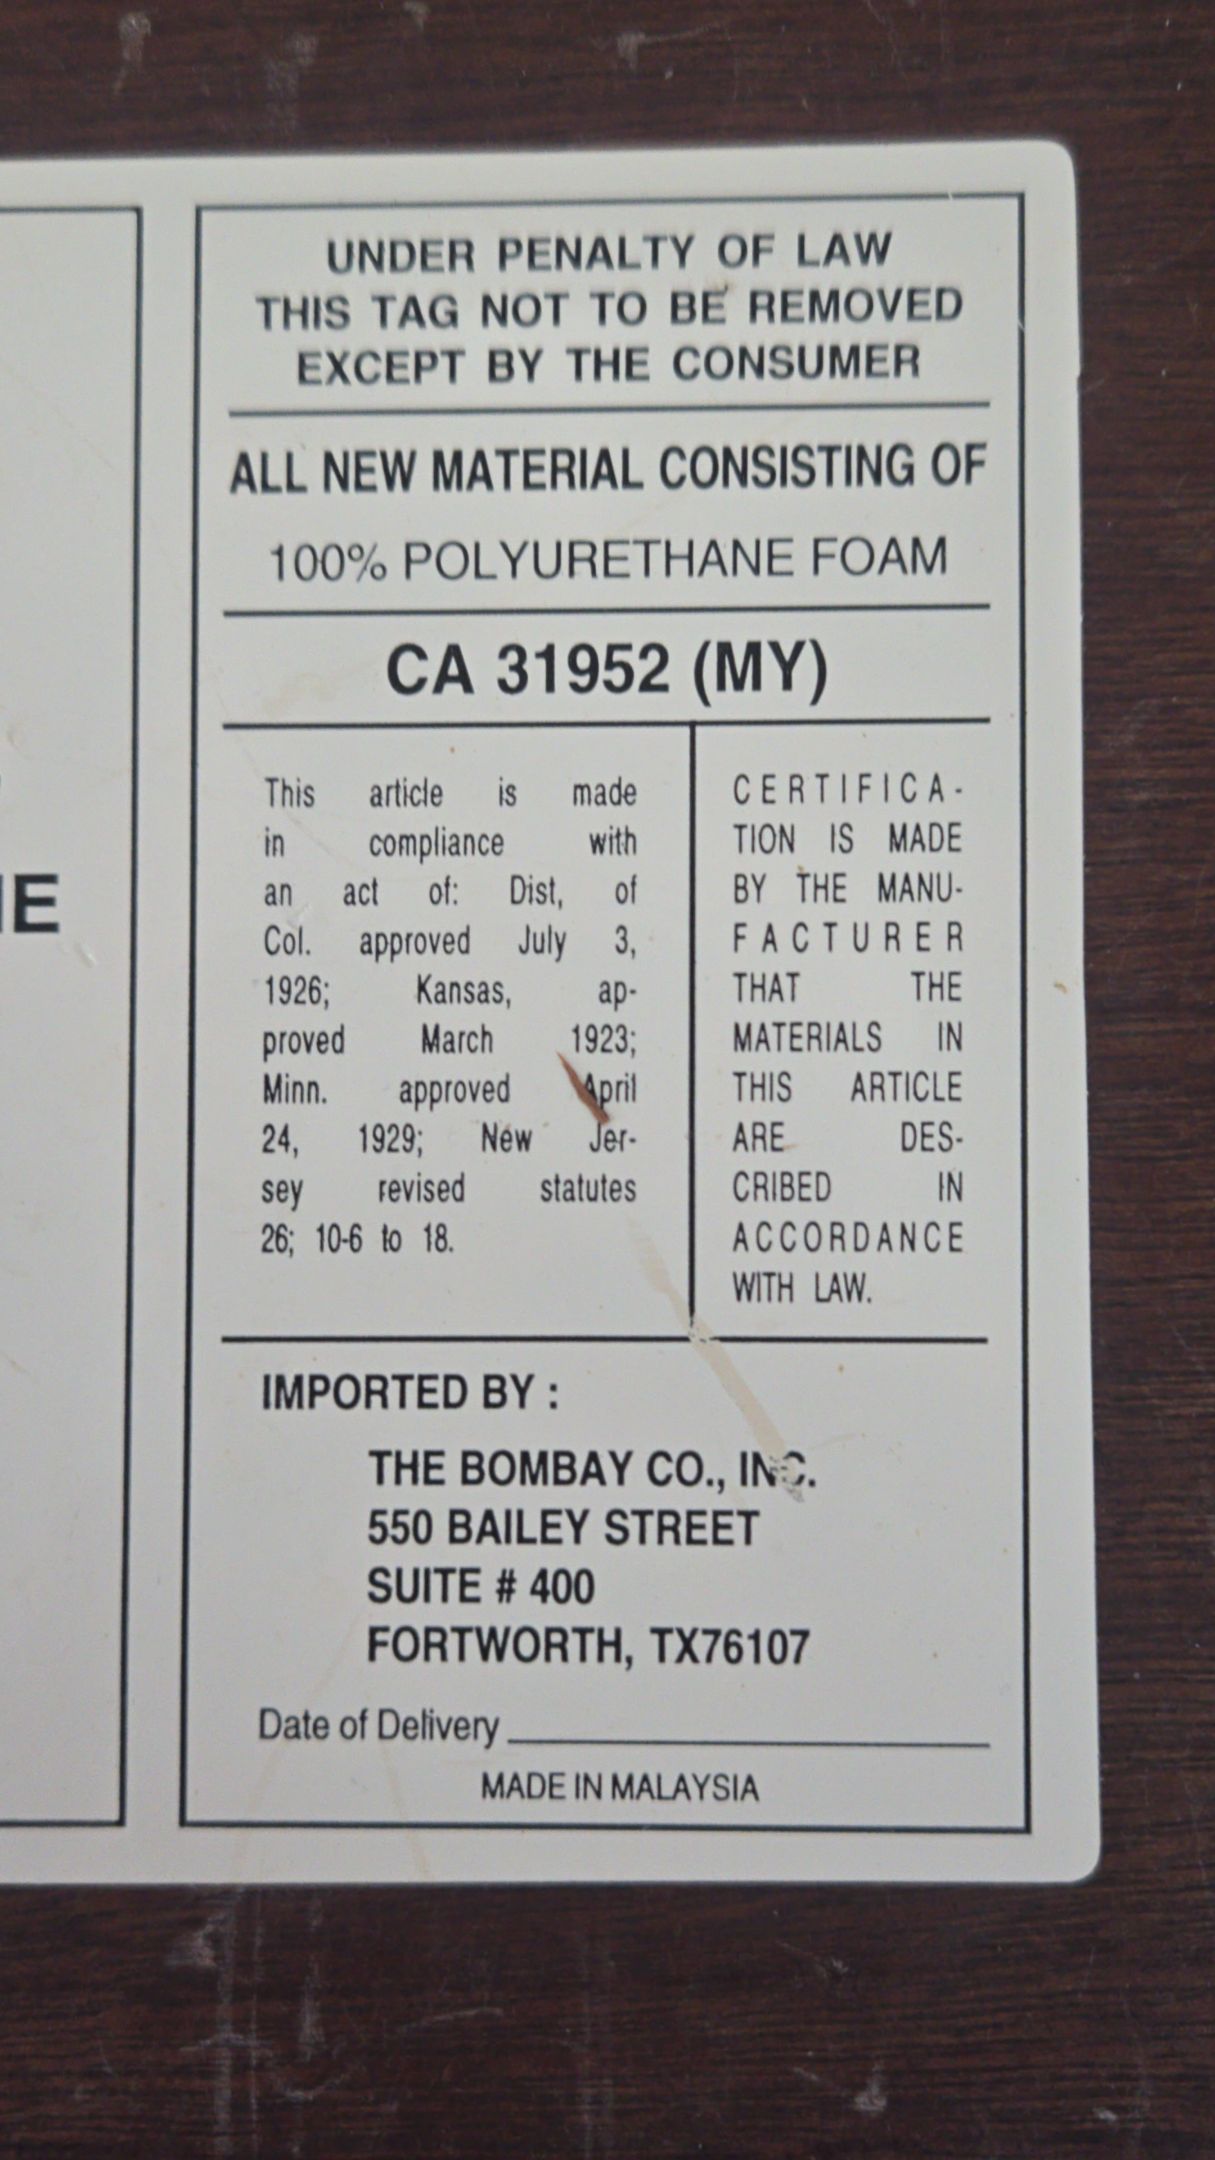 UNDER PENALTY OF LAW
THIS TAG NOT TO BE REMOVED
EXCEPT BY THE CONSUMER
ALL NEW MATERIAL CONSISTING OF
100% POLYURETHANE FOAM
CA 31952 (MY)
This article is made
in compliance with
an act of: Dist, of
Col. approved July 3,
1926; Kansas, ap-
proved March 1923;
Minn. approved April
24, 1929; New Jer-
sey revised statutes
26; 10-6 to 18.
CERTIFICA-
TION IS MADE
BY THE MANU-
FACTURER
THAT THE
MATERIALS IN
THIS ARTICLE
ARE DES-
CRIBED IN
ACCORDANCE
WITH LAW.
IMPORTED BY :
THE BOMBAY CO., INC.
550 BAILEY STREET
SUITE # 400
FORTWORTH, TX76107
Date of Delivery
MADE IN MALAYSIA